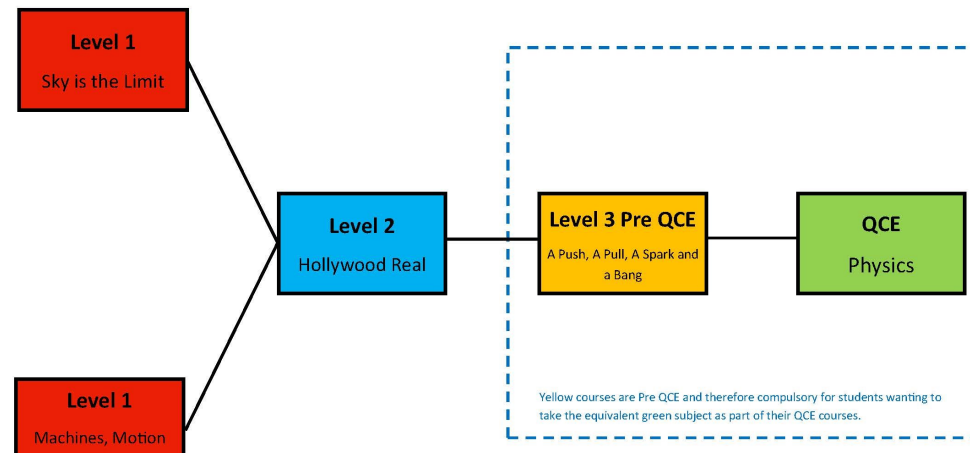 Level 1
Sky is the Limit
Level 2
Hollywood Real
Level 3 Pre QCE
A Push, A Pull, A Spark and
a Bang
QCE
Physics
Level 1
Machines, Motion
Yellow courses are Pre QCE and therefore compulsory for students wanting to
take the equivalent green subject as part of their QCE courses.